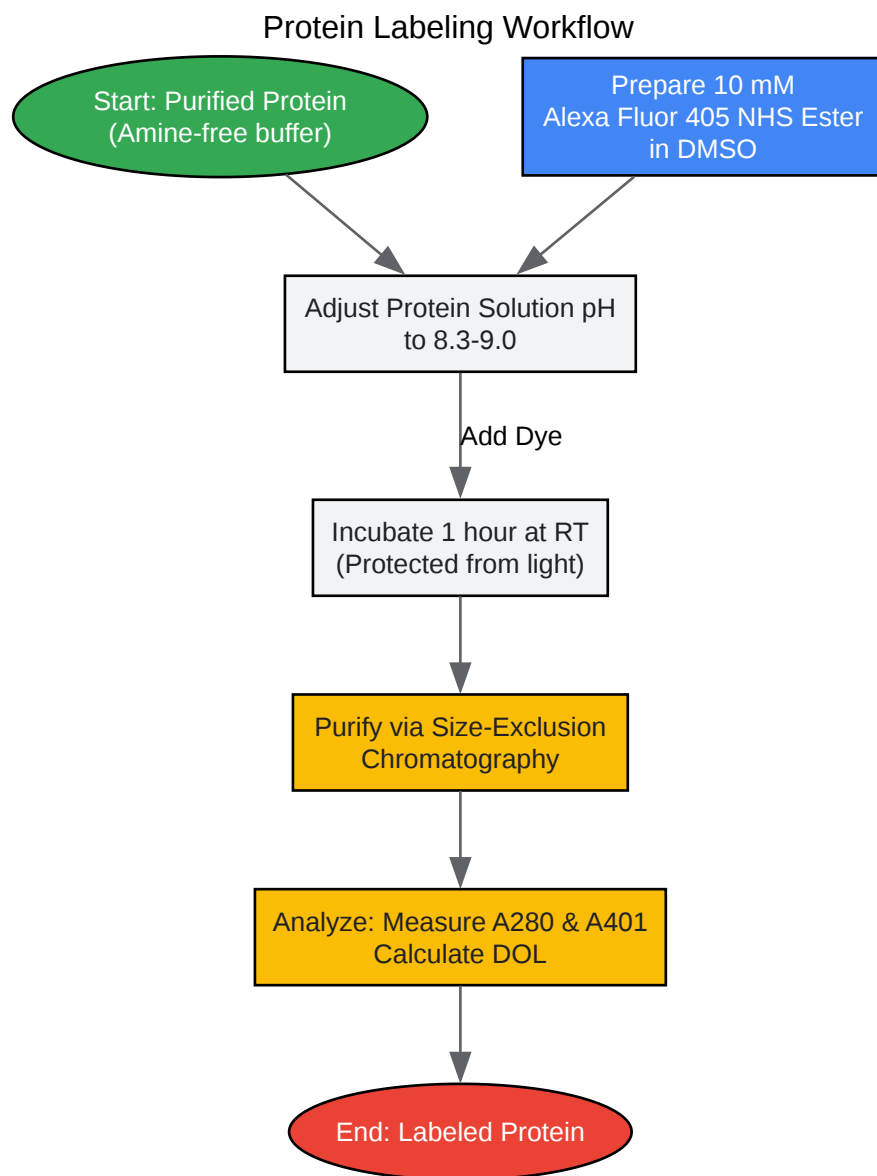 Protein Labeling Workflow
Start: Purified Protein
(Amine-free buffer)
Prepare 10 mM
Alexa Fluor 405 NHS Ester
in DMSO
Adjust Protein Solution pH
to 8.3-9.0
Add Dye
Incubate 1 hour at RT
(Protected from light)
Purify via Size-Exclusion
Chromatography
Analyze: Measure A280 & A401
Calculate DOL
End: Labeled Protein